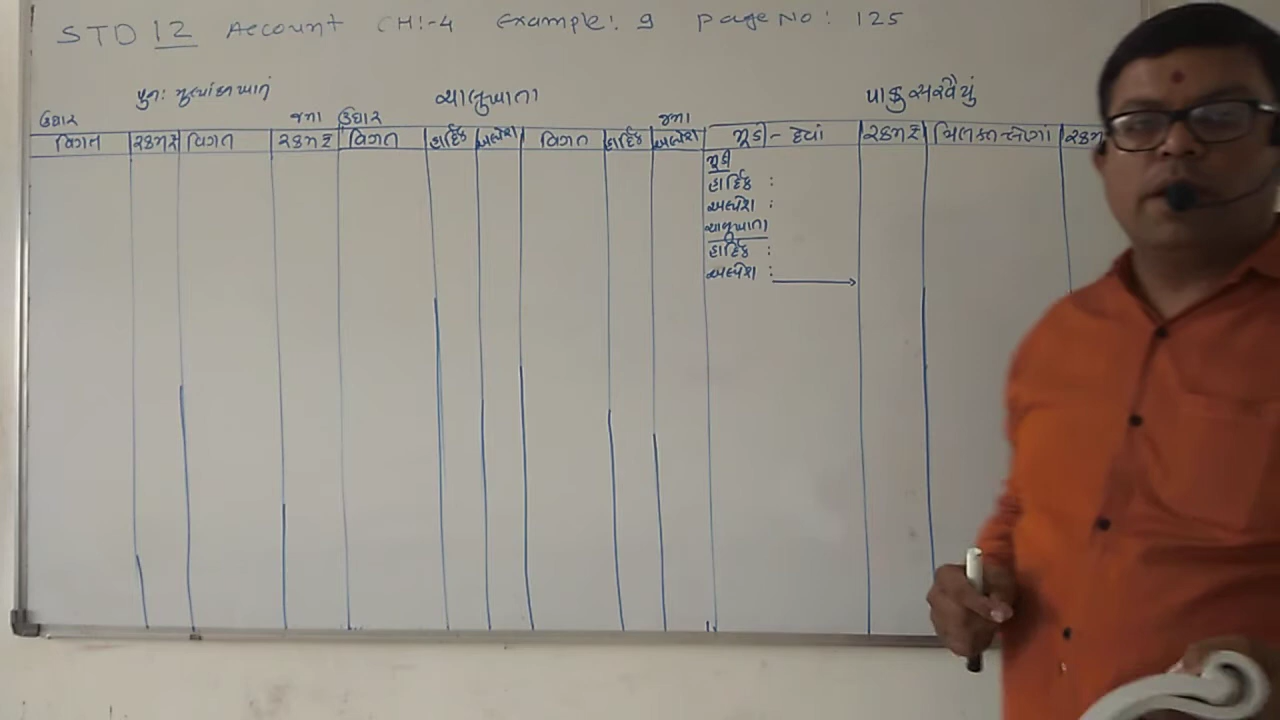 STD 12 Account CH:-4 Example: 9 Page No: 125
પુન: મૂલ્યાંકન ખાતું
ચાલુખાતા
પાકુ સરવૈયું
ઉધાર જમા
ઉધાર જમા
વિગત રકમ ₹ વિગત રકમ ₹ વિગત હાર્દિક અલ્પેશ વિગત હાર્દિક અલ્પેશ મૂડી - દેવાં રકમ ₹ મિલકત-લેણાં રકમ
મૂડી
હાર્દિક :
અલ્પેશ :
ચાલુખાતા
હાર્દિક :
અલ્પેશ :